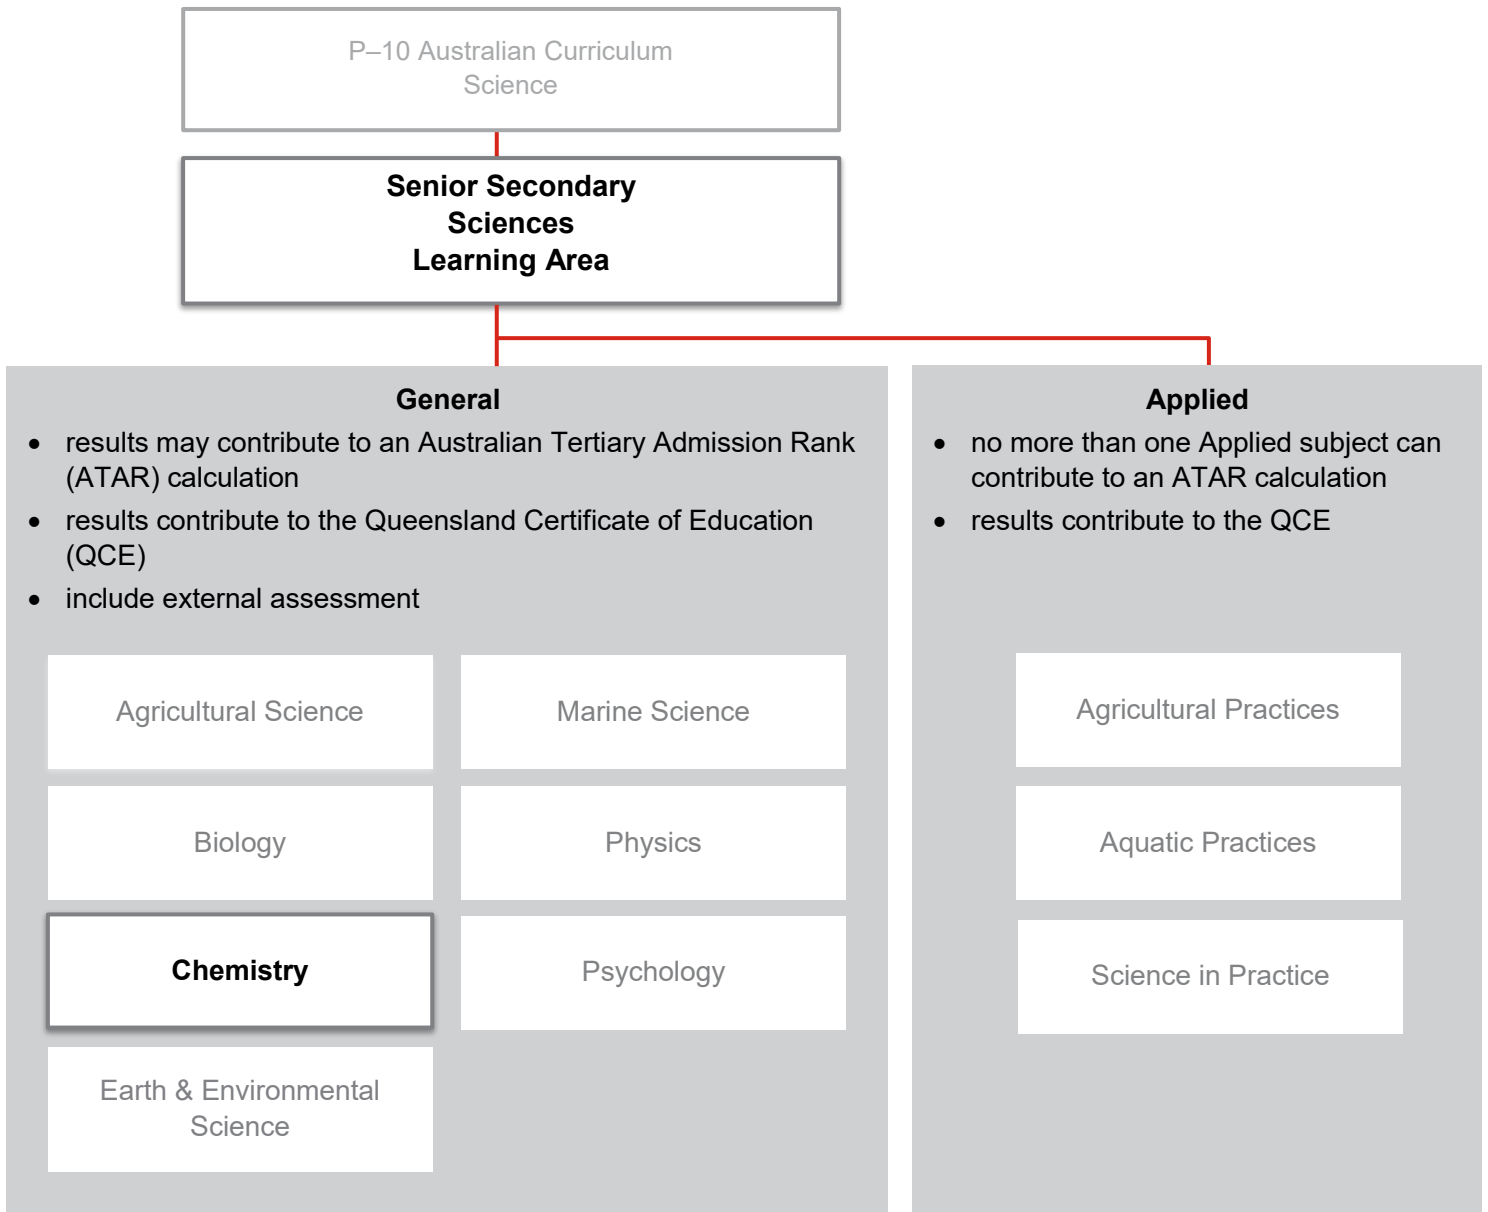 P–10 Australian Curriculum
Science
Senior Secondary
Sciences
Learning Area
General
• results may contribute to an Australian Tertiary Admission Rank
(ATAR) calculation
• results contribute to the Queensland Certificate of Education
(QCE)
• include external assessment
Agricultural Science
Marine Science
Biology
Physics
Chemistry
Psychology
Earth & Environmental
Science
Applied
• no more than one Applied subject can
contribute to an ATAR calculation
• results contribute to the QCE
Agricultural Practices
Aquatic Practices
Science in Practice